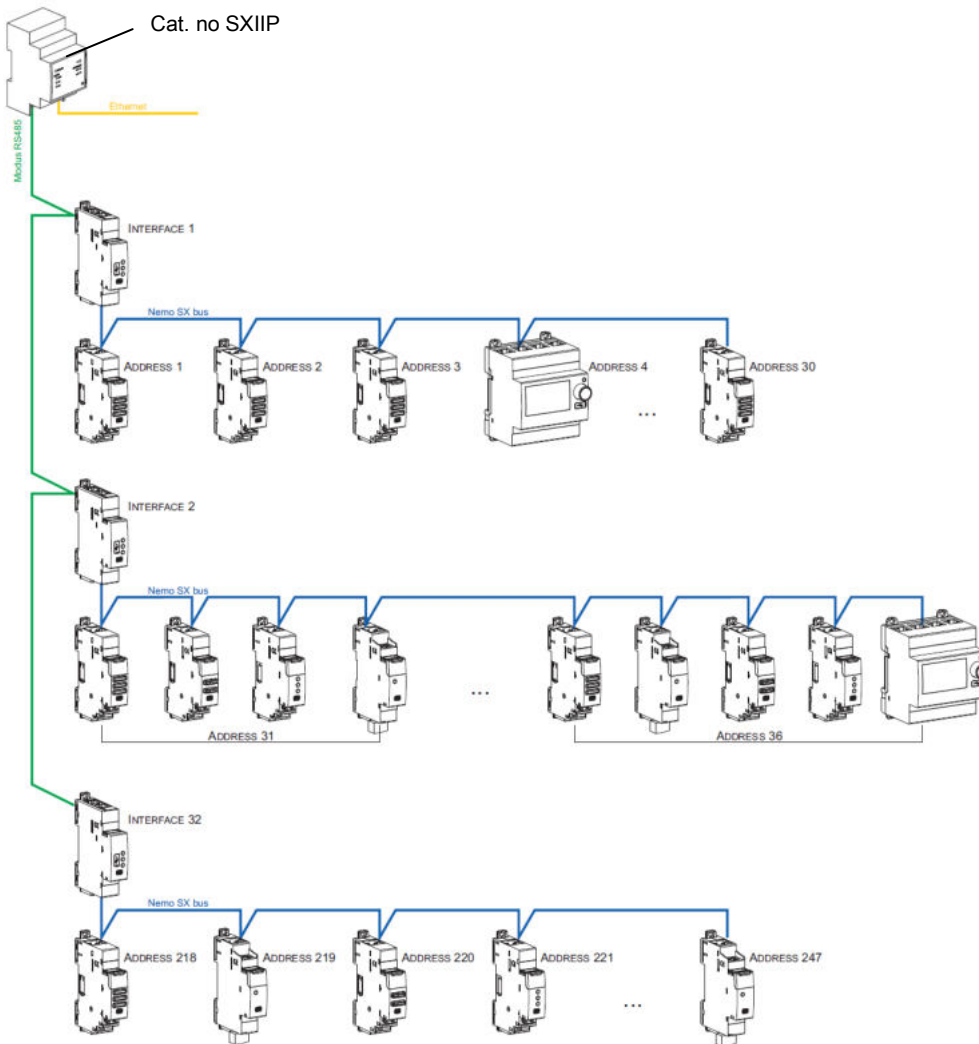 Cat. no SXIIP
Ethernet
Modus RS485
INTERFACE 1
Nemo SX bus
ADDRESS 1
ADDRESS 2
ADDRESS 3
ADDRESS 4
ADDRESS 30
...
INTERFACE 2
Nemo SX bus
...
ADDRESS 31
ADDRESS 36
INTERFACE 32
Nemo SX bus
ADDRESS 218
ADDRESS 219
ADDRESS 220
ADDRESS 221
ADDRESS 247
...